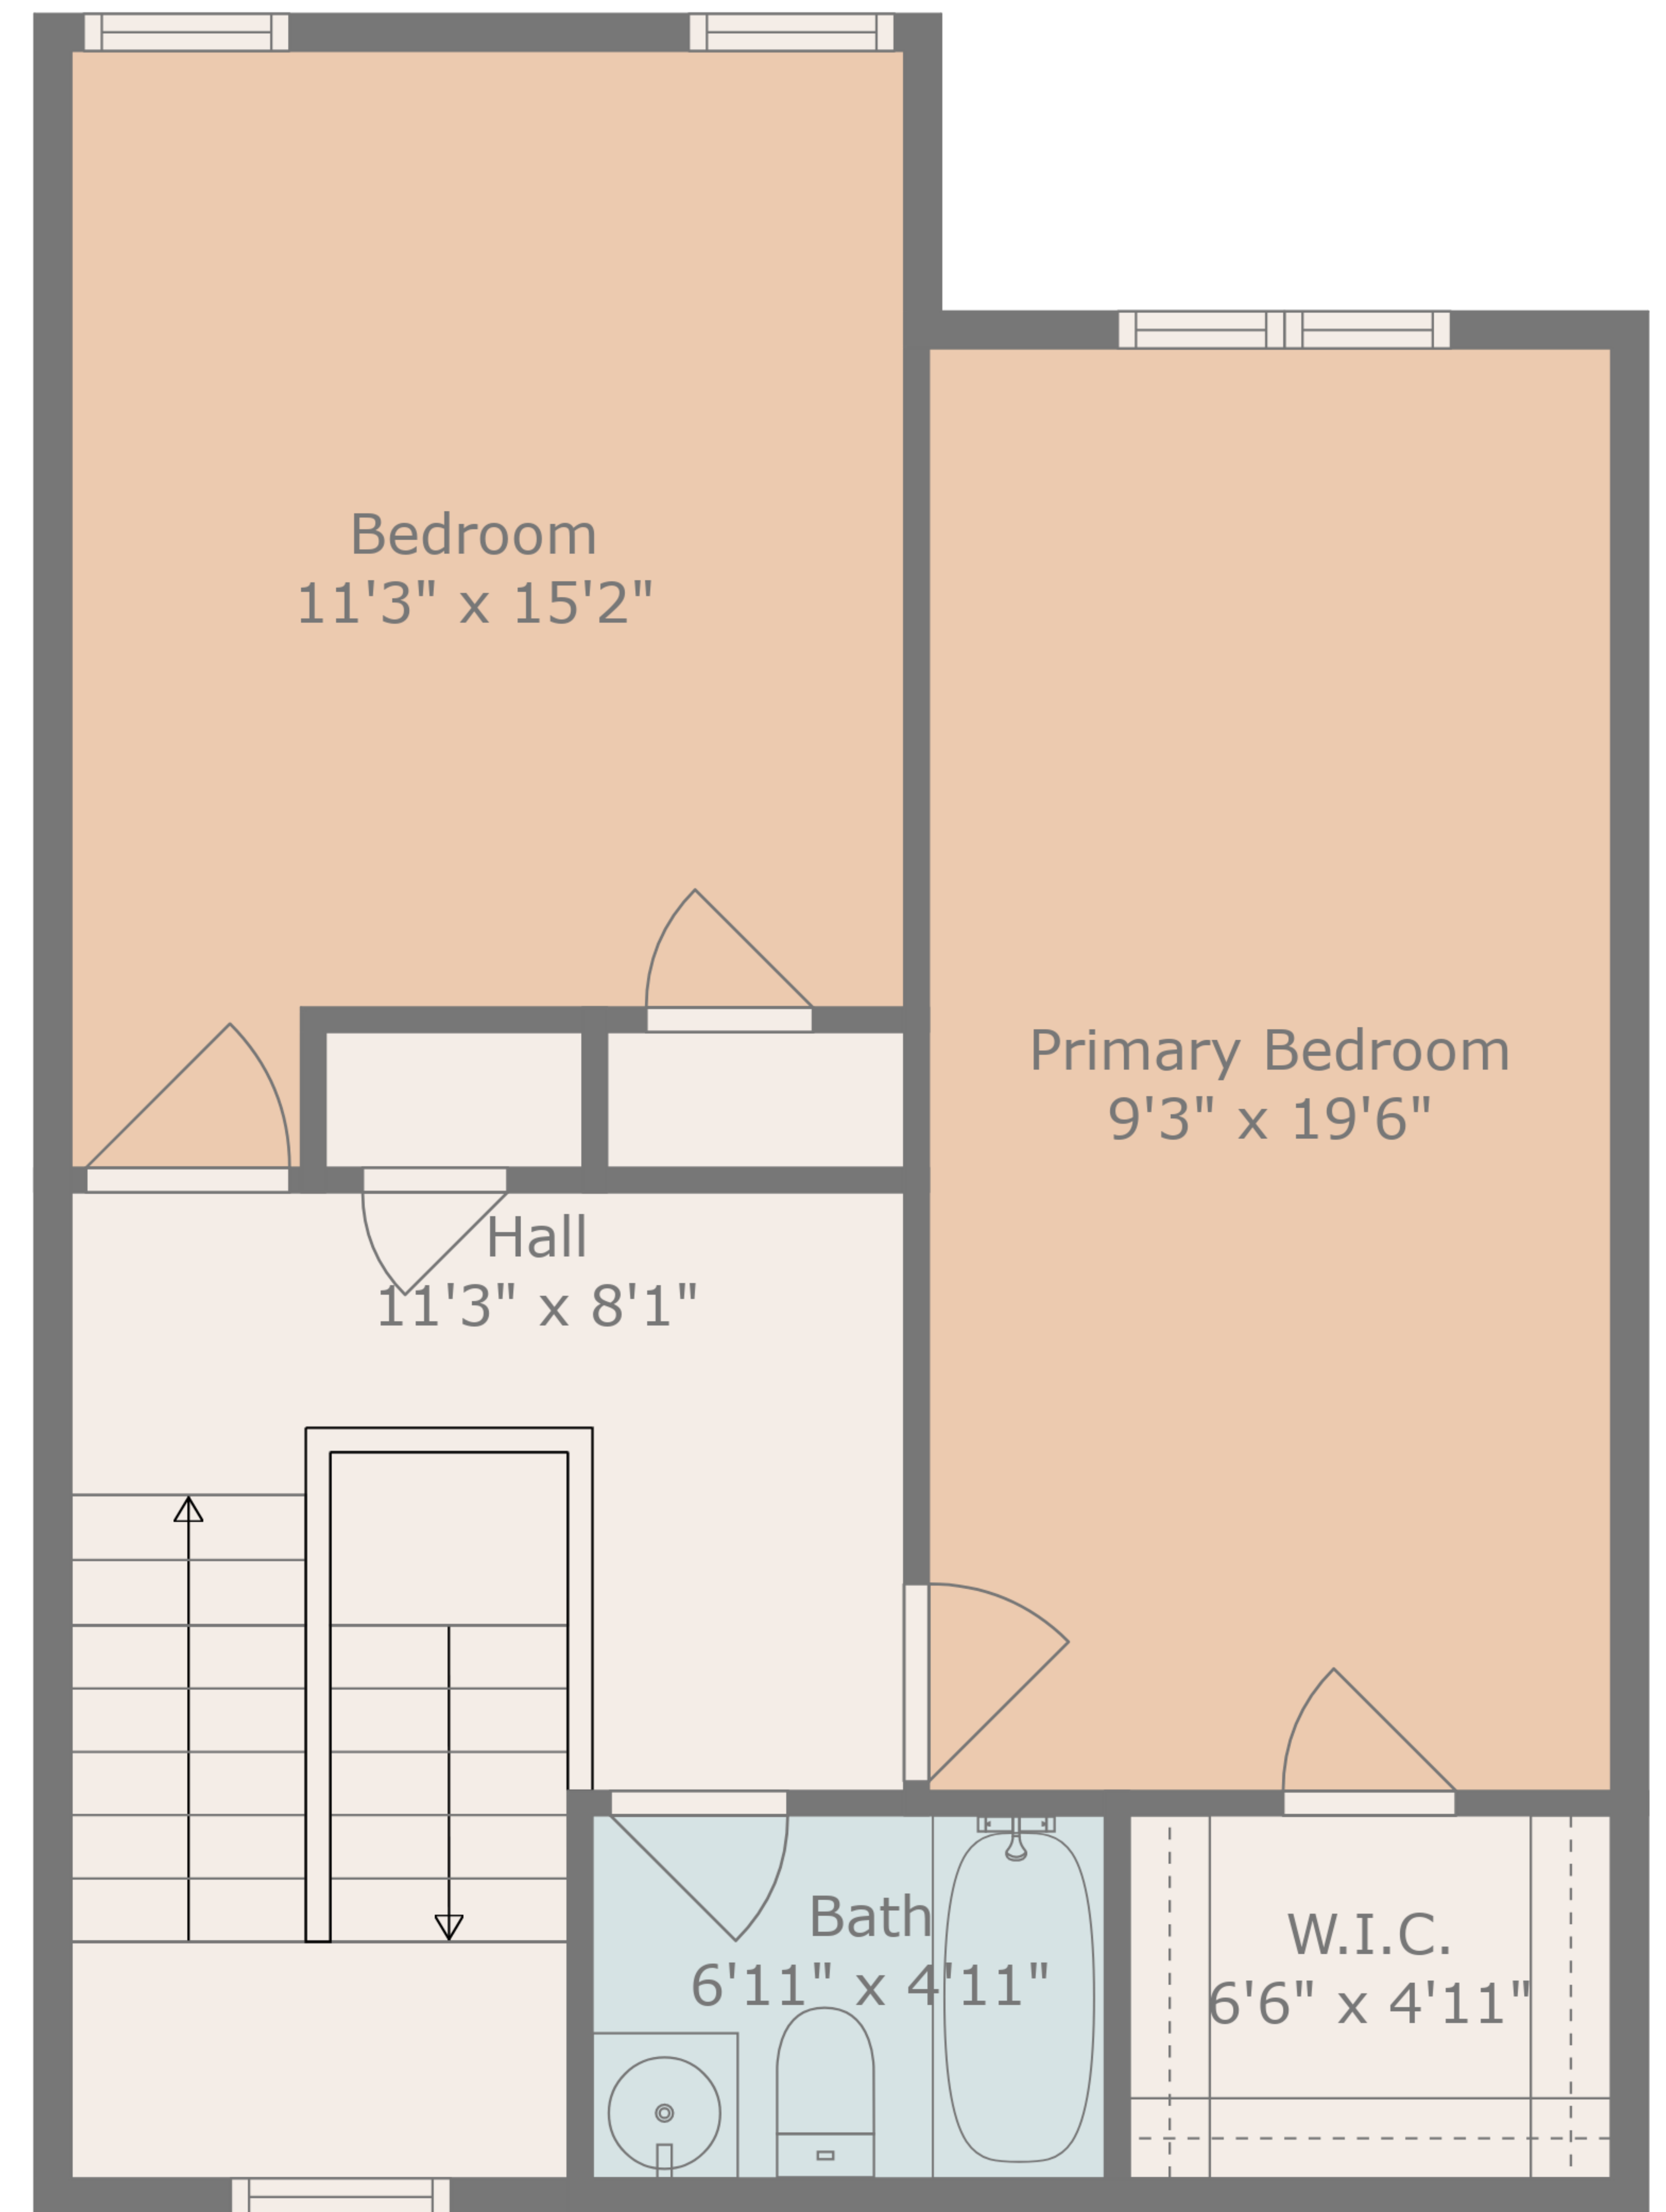 Bedroom
11'3" x 15'2"
Primary Bedroom
9'3" x 19'6"
Hall
11'3" x 8'1"
Bath
6'11" x 4'11"
W.I.C.
6'6" x 4'11"